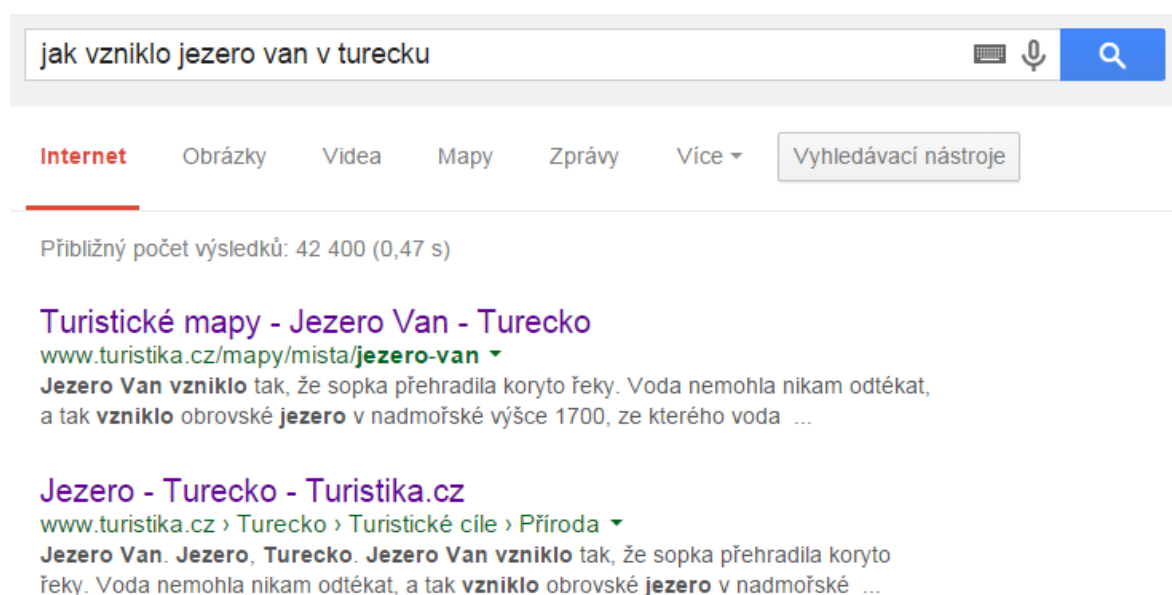 jak vzniklo jezero van v turecku
Internet Obrázky Videa Mapy Zprávy Více Vyhledávací nástroje
Přibližný počet výsledků: 42 400 (0,47 s)
Turistické mapy - Jezero Van - Turecko
www.turistika.cz/mapy/mista/jezero-van
Jezero Van vzniklo tak, že sopka přehradila koryto řeky. Voda nemohla nikam odtékat,
a tak vzniklo obrovské jezero v nadmořské výšce 1700, ze kterého voda ...
Jezero - Turecko - Turistika.cz
www.turistika.cz › Turecko › Turistické cíle › Příroda
Jezero Van. Jezero, Turecko. Jezero Van vzniklo tak, že sopka přehradila koryto
řeky. Voda nemohla nikam odtékat, a tak vzniklo obrovské jezero v nadmořské ...